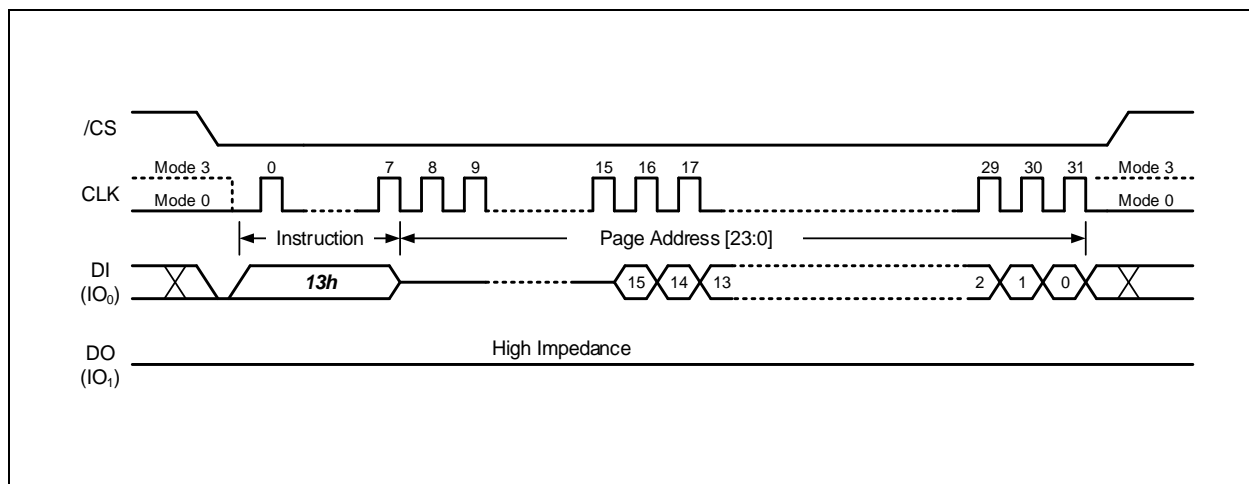 /CS
Mode 3 0 7 8 9 15 16 17 29 30 31 Mode 3
CLK
Mode 0 Mode 0
Instruction Page Address [23:0]
DI
(IO₀)
13h 15 14 13 2 1 0
High Impedance
DO
(IO₁)